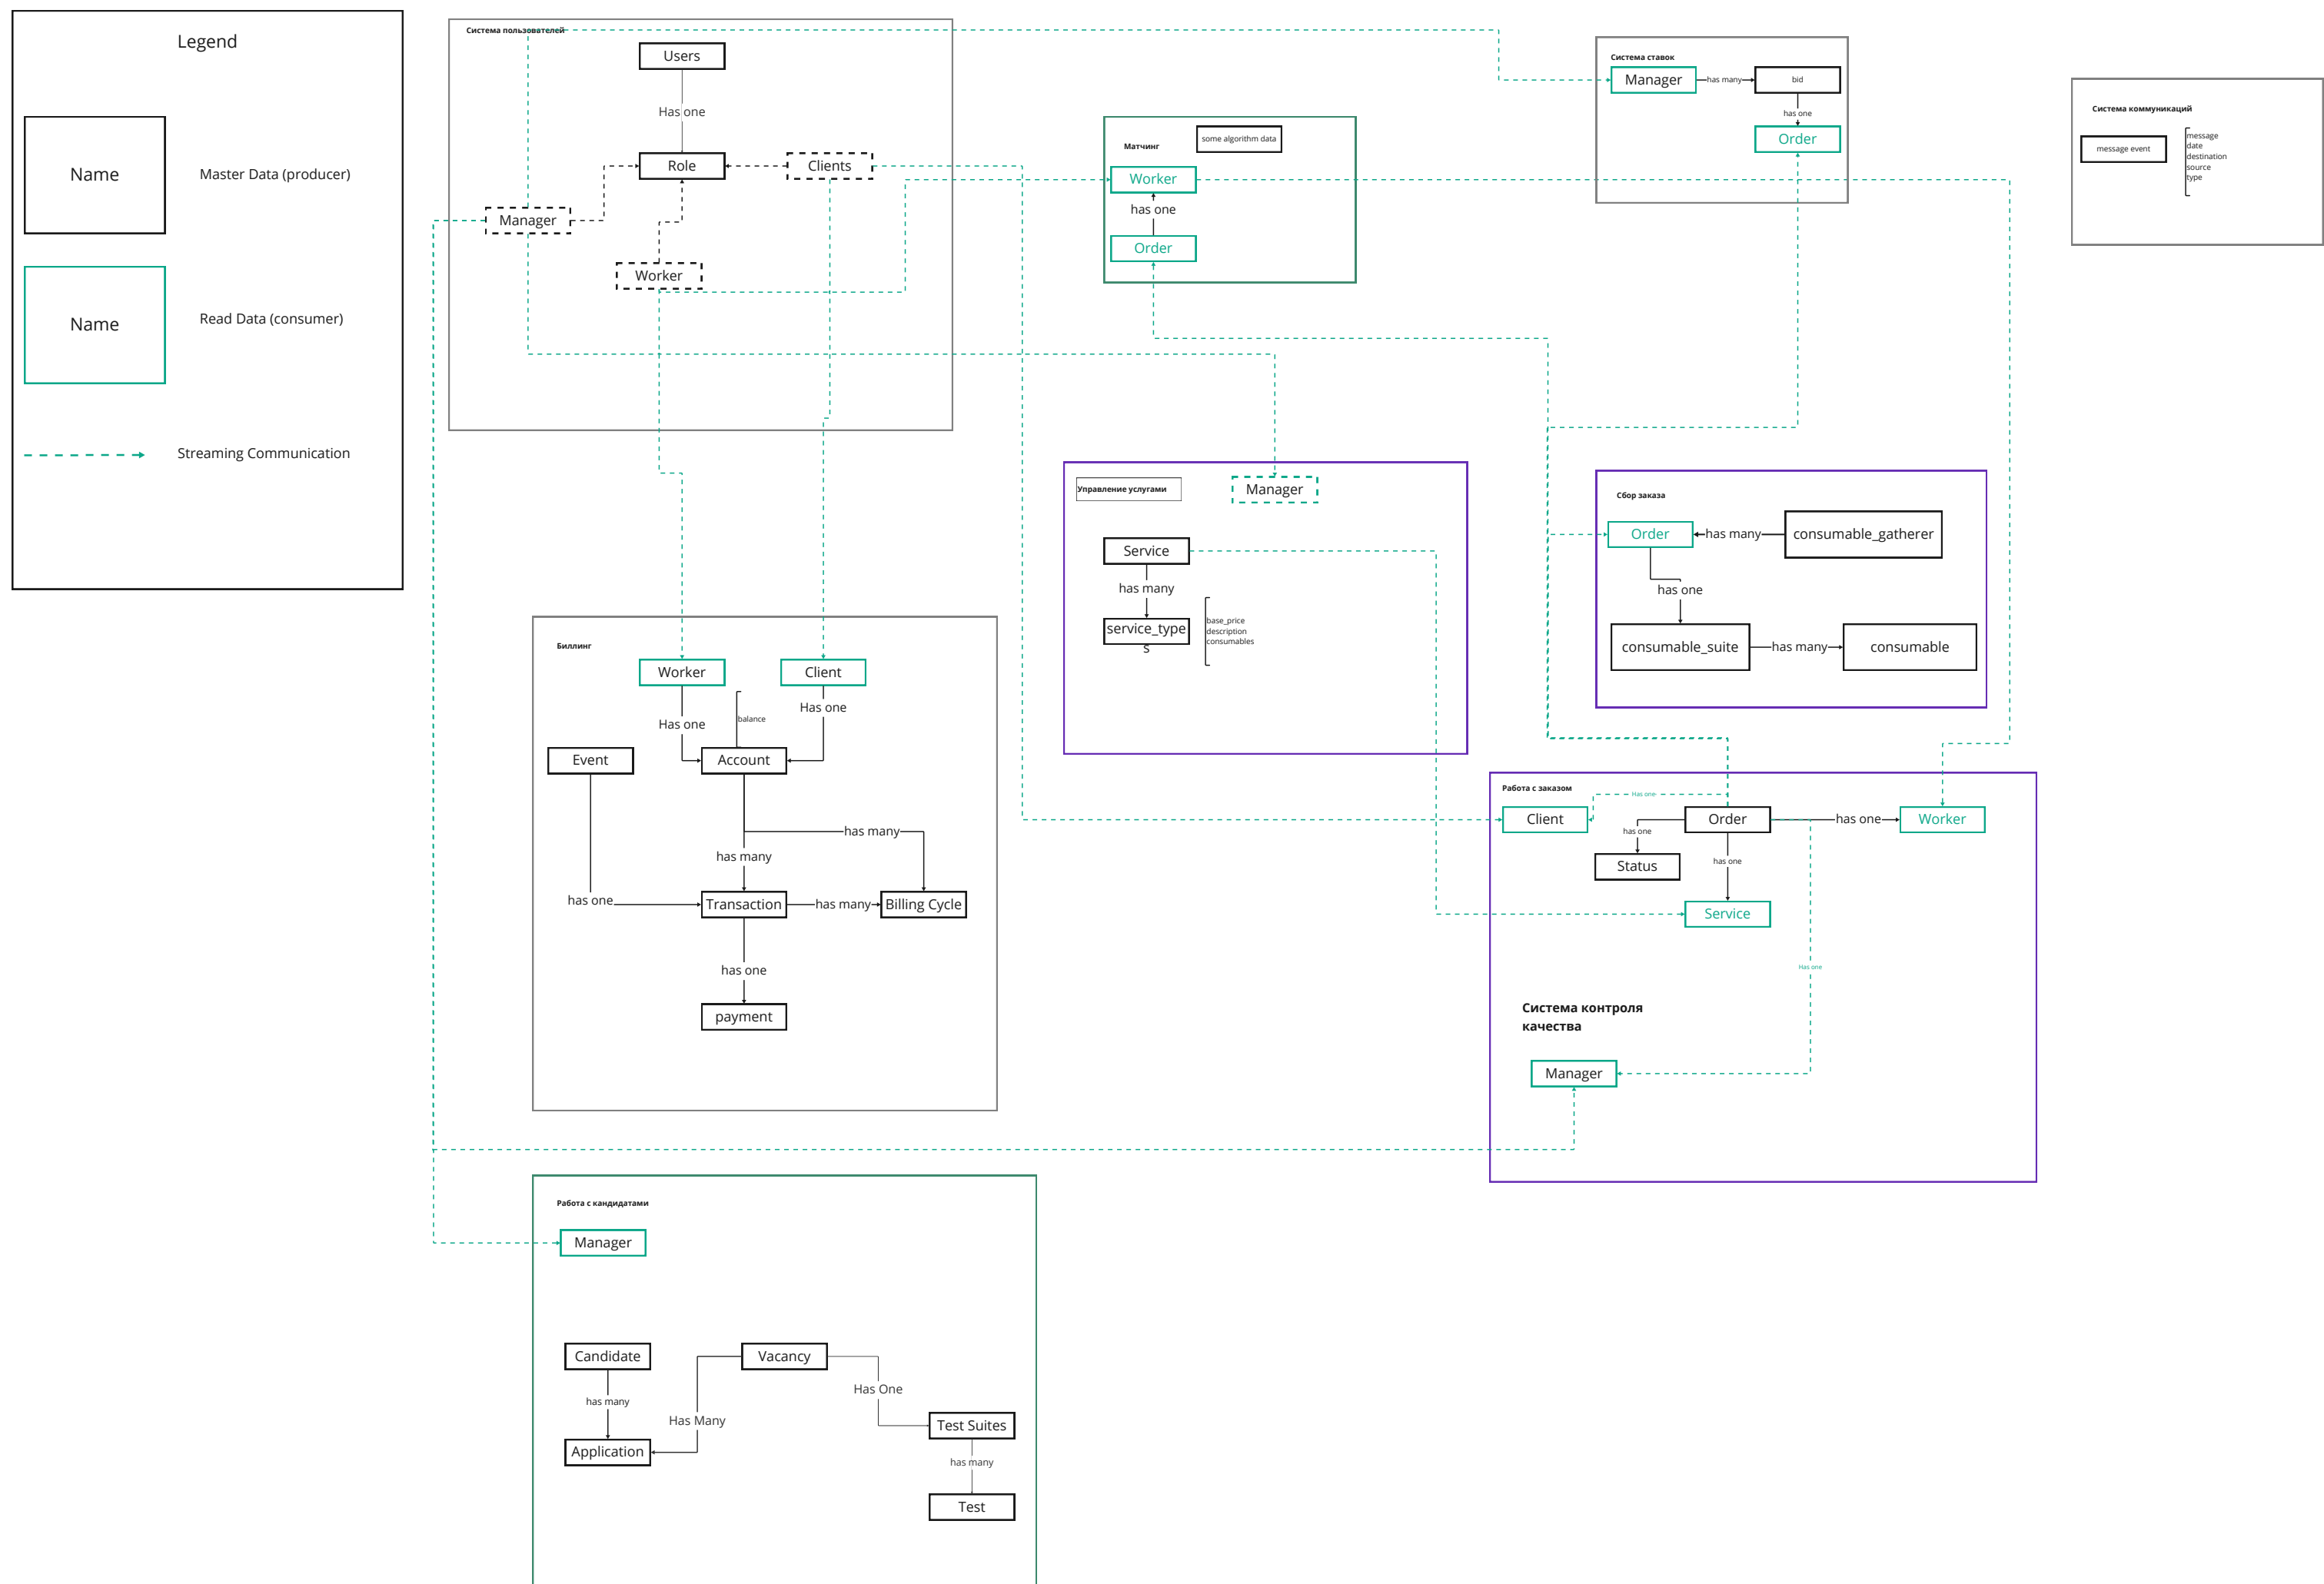 Legend
Name
Master Data (producer)
Name
Read Data (consumer)
Streaming Communication
Система пользователей
Users
Has one
Role
Clients
Manager
Worker
Матчинг
some algorithm data
Worker
has one
Order
Система ставок
Manager
has many
bid
has one
Order
Система коммуникаций
message event
message
date
destination
source
type
Управление услугами
Manager
Service
has many
service_type
s
base_price
description
consumables
Сбор заказа
Order
has many
consumable_gatherer
has one
consumable_suite
has many
consumable
Биллинг
Worker
Client
Has one
balance
Has one
Event
Account
has many
has many
has one
Transaction
has many
Billing Cycle
has one
payment
Работа с заказом
Has one
Client
Order
has one
Worker
has one
Status
has one
Service
Has one
Система контроля
качества
Manager
Работа с кандидатами
Manager
Candidate
Vacancy
has many
Has One
Has Many
Application
Test Suites
has many
Test